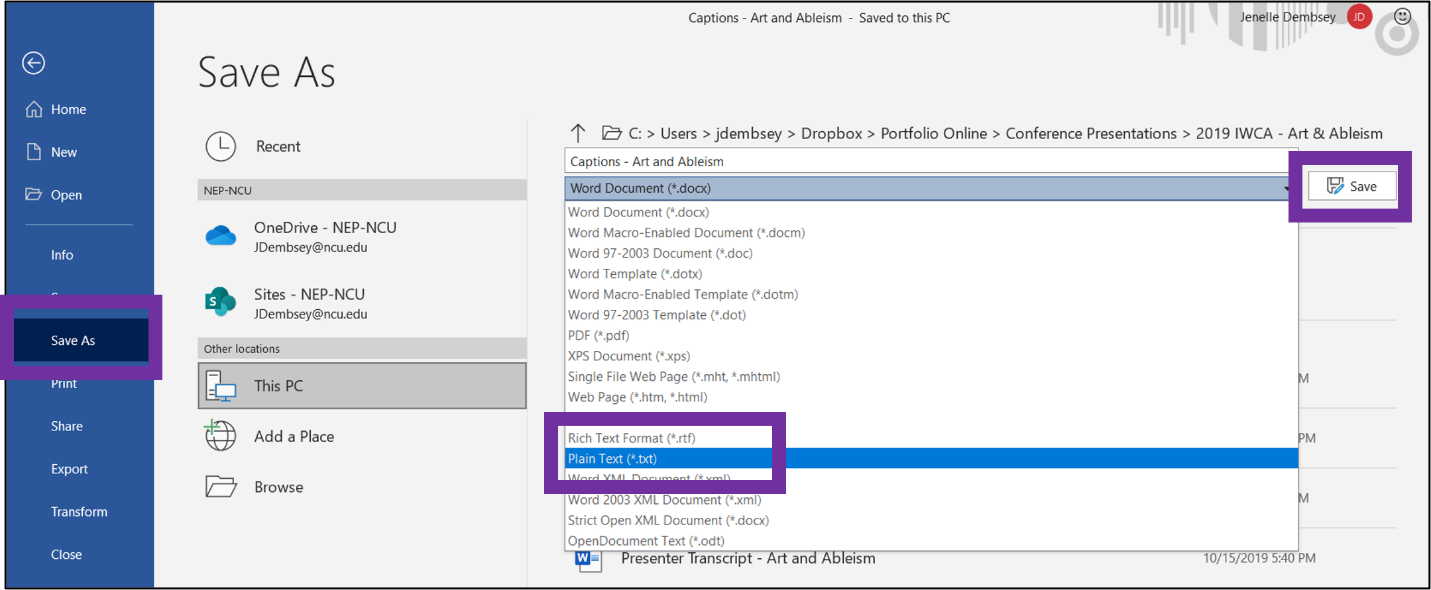 Captions - Art and Ableism - Saved to this PC
Jenelle Dembsey
JD
Home
New
Open
Info
Save As
Print
Share
Export
Transform
Close
Save As
Recent
NEP-NCU
OneDrive - NEP-NCU
JDembsey@ncu.edu
S
Sites - NEP-NCU
JDembsey@ncu.edu
Other locations
This PC
Add a Place
Browse
C: > Users > jdembsey > Dropbox > Portfolio Online > Conference Presentations > 2019 IWCA - Art & Ableism
Captions - Art and Ableism
Word Document (*.docx)
Save
Word Document (*.docx)
Word Macro-Enabled Document (*.docm)
Word 97-2003 Document (*.doc)
Word Template (*.dotx)
Word Macro-Enabled Template (*.dotm)
Word 97-2003 Template (*.dot)
PDF (*.pdf)
XPS Document (*.xps)
Single File Web Page (*.mht, *.mhtml)
M
Web Page (*.htm, *.html)
Rich Text Format (*.rtf)
PM
Plain Text (*.txt)
Word XML Document (*.xml)
Word 2003 XML Document (*.xml)
M
Strict Open XML Document (*.docx)
OpenDocument Text (*.odt)
W
Presenter Transcript - Art and Ableism
10/15/2019 5:40 PM